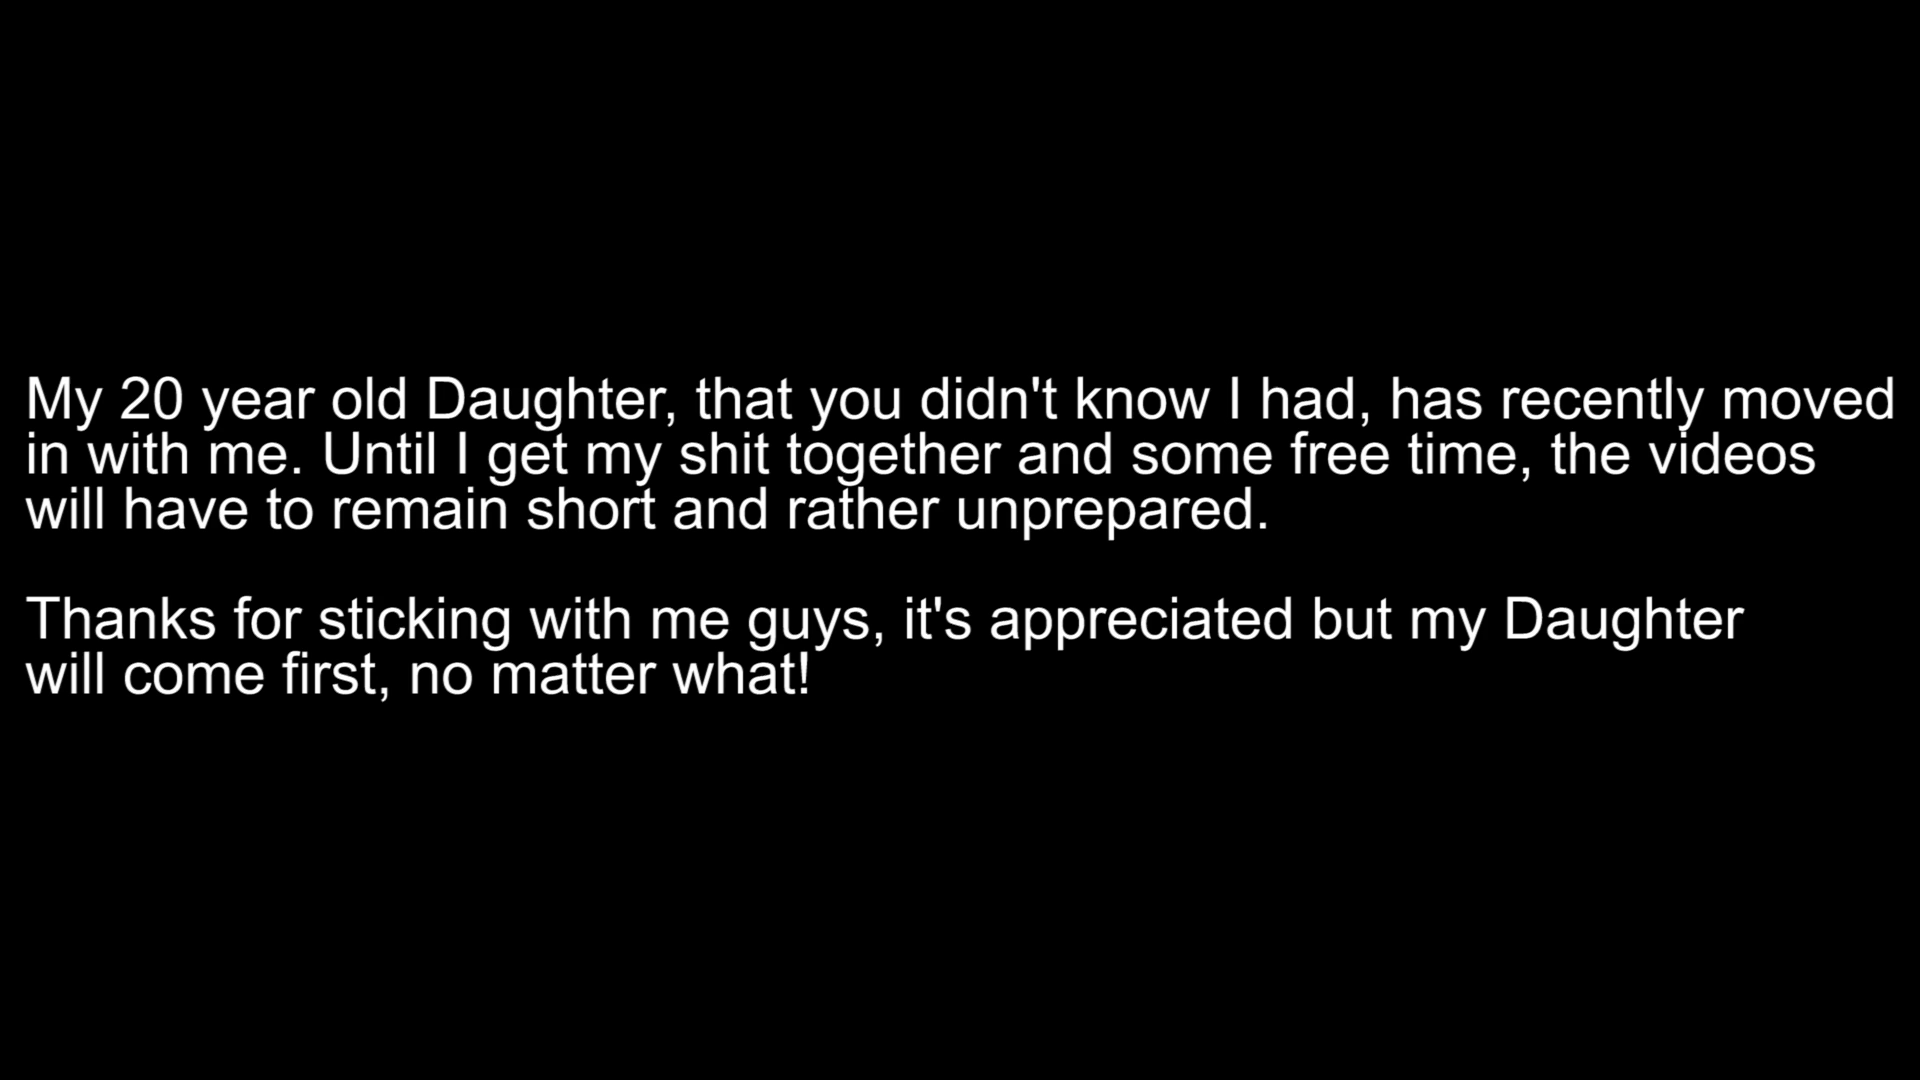 My 20 year old Daughter, that you didn't know I had, has recently moved
in with me. Until I get my shit together and some free time, the videos
will have to remain short and rather unprepared.
Thanks for sticking with me guys, it's appreciated but my Daughter
will come first, no matter what!